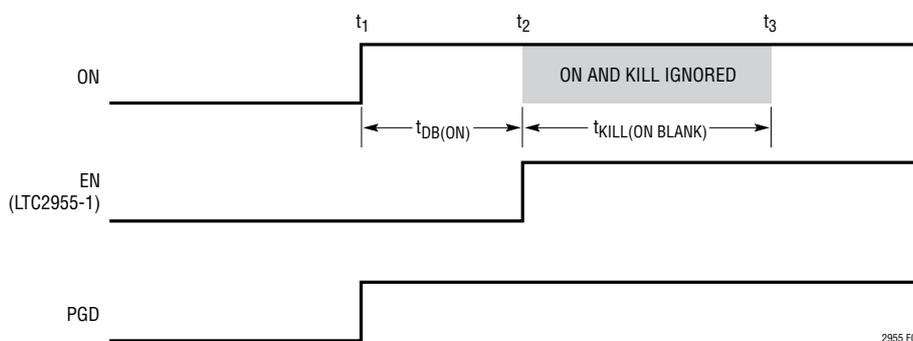 t1 t2 t3
ON
ON AND KILL IGNORED
tDB(ON) tKILL(ON BLANK)
EN
(LTC2955-1)
PGD